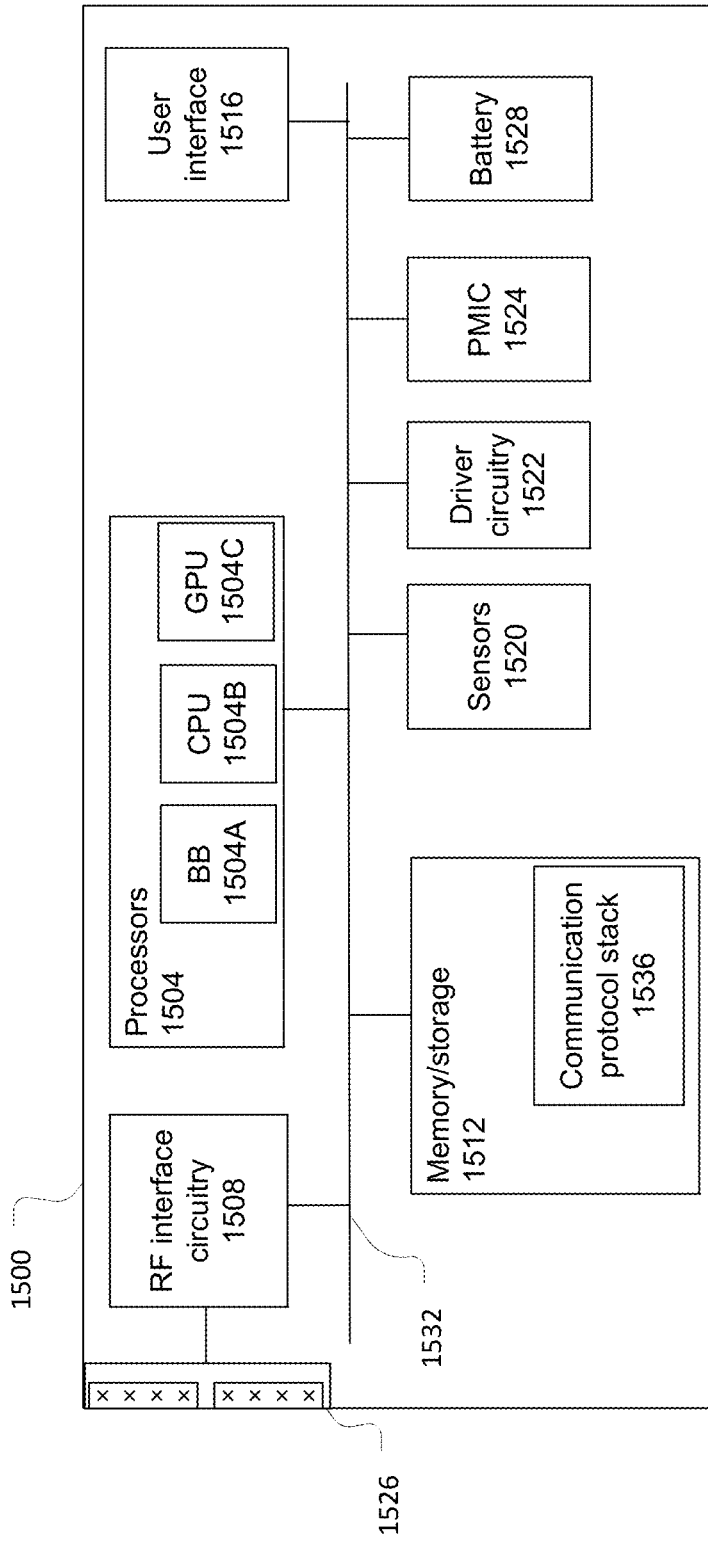 1500
RF interface
circuitry
1508
Processors
1504
BB
1504A
CPU
1504B
GPU
1504C
User
interface
1516
x x x x
x x x x
1526
1532
Memory/storage
1512
Communication
protocol stack
1536
Sensors
1520
Driver
circuitry
1522
PMIC
1524
Battery
1528